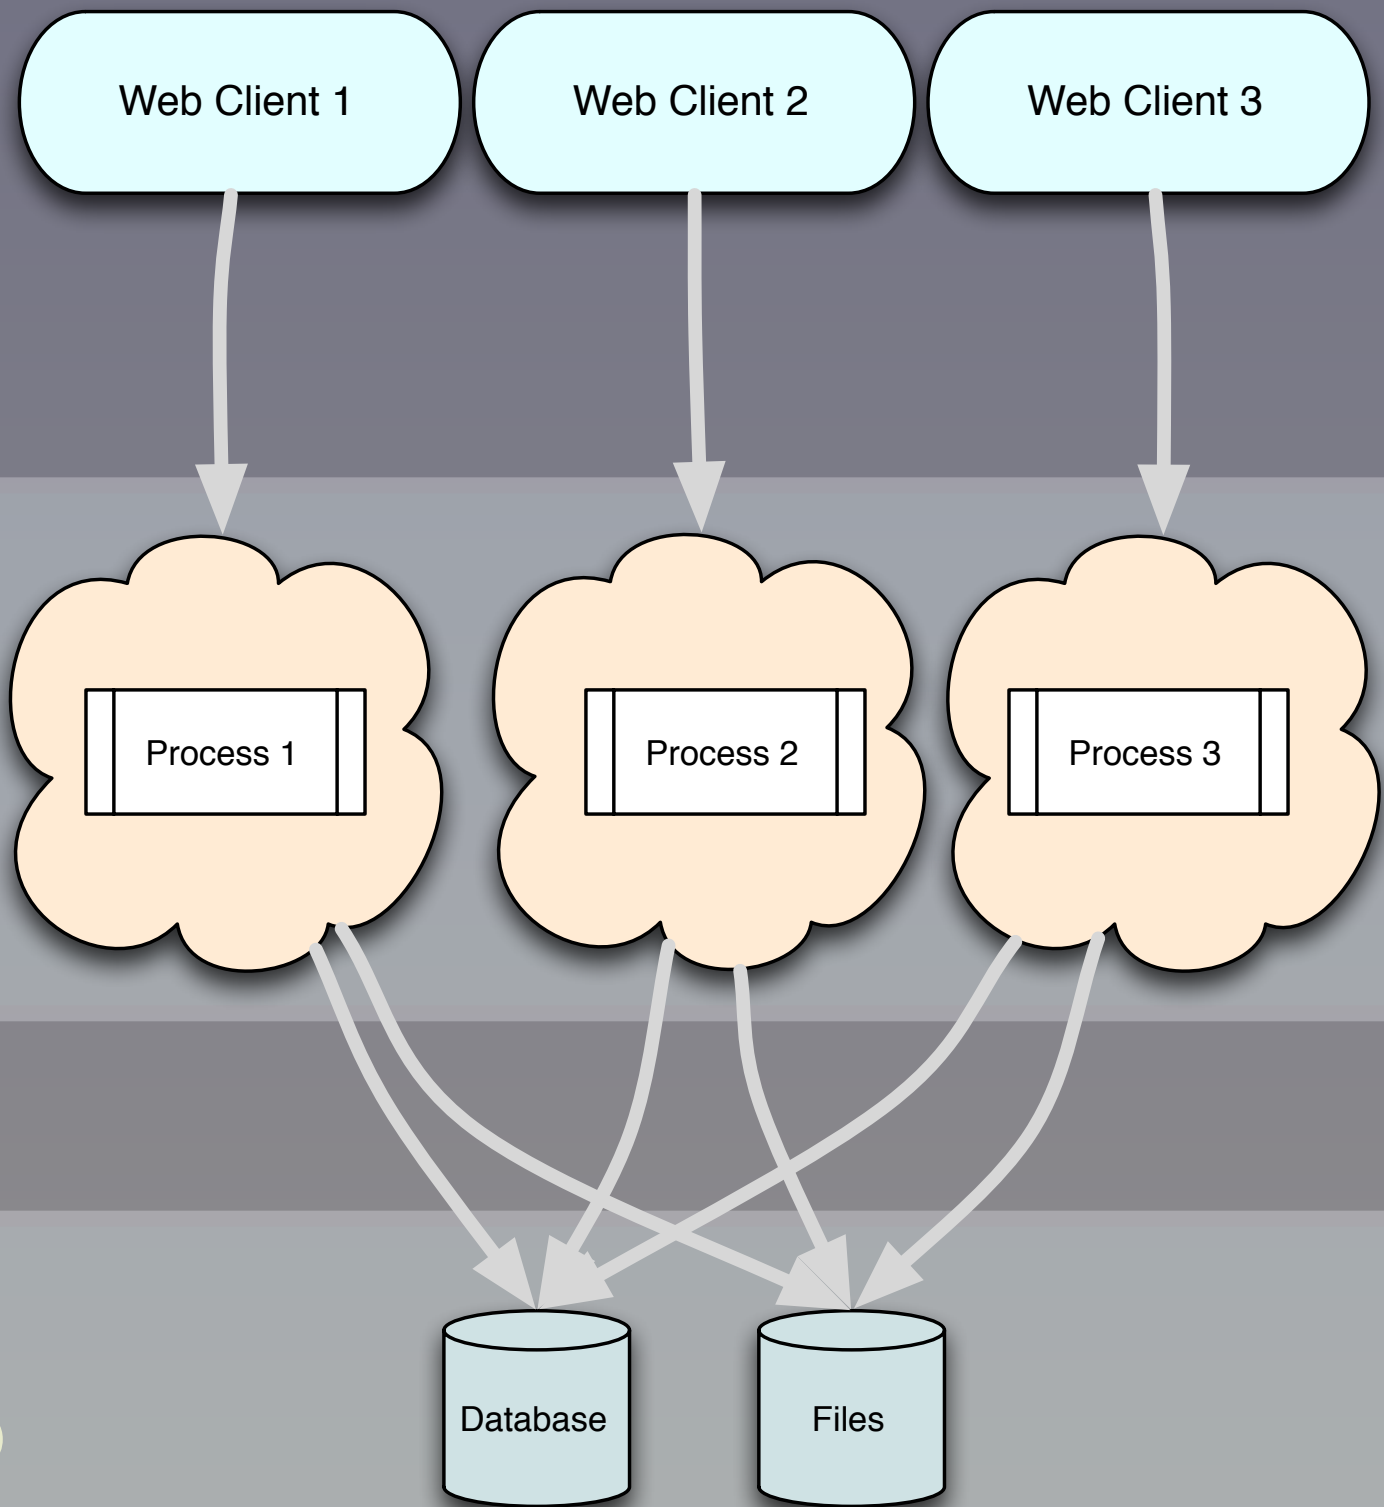 Web Client 1
Web Client 2
Web Client 3
Process 1
Process 2
Process 3
Database
Files